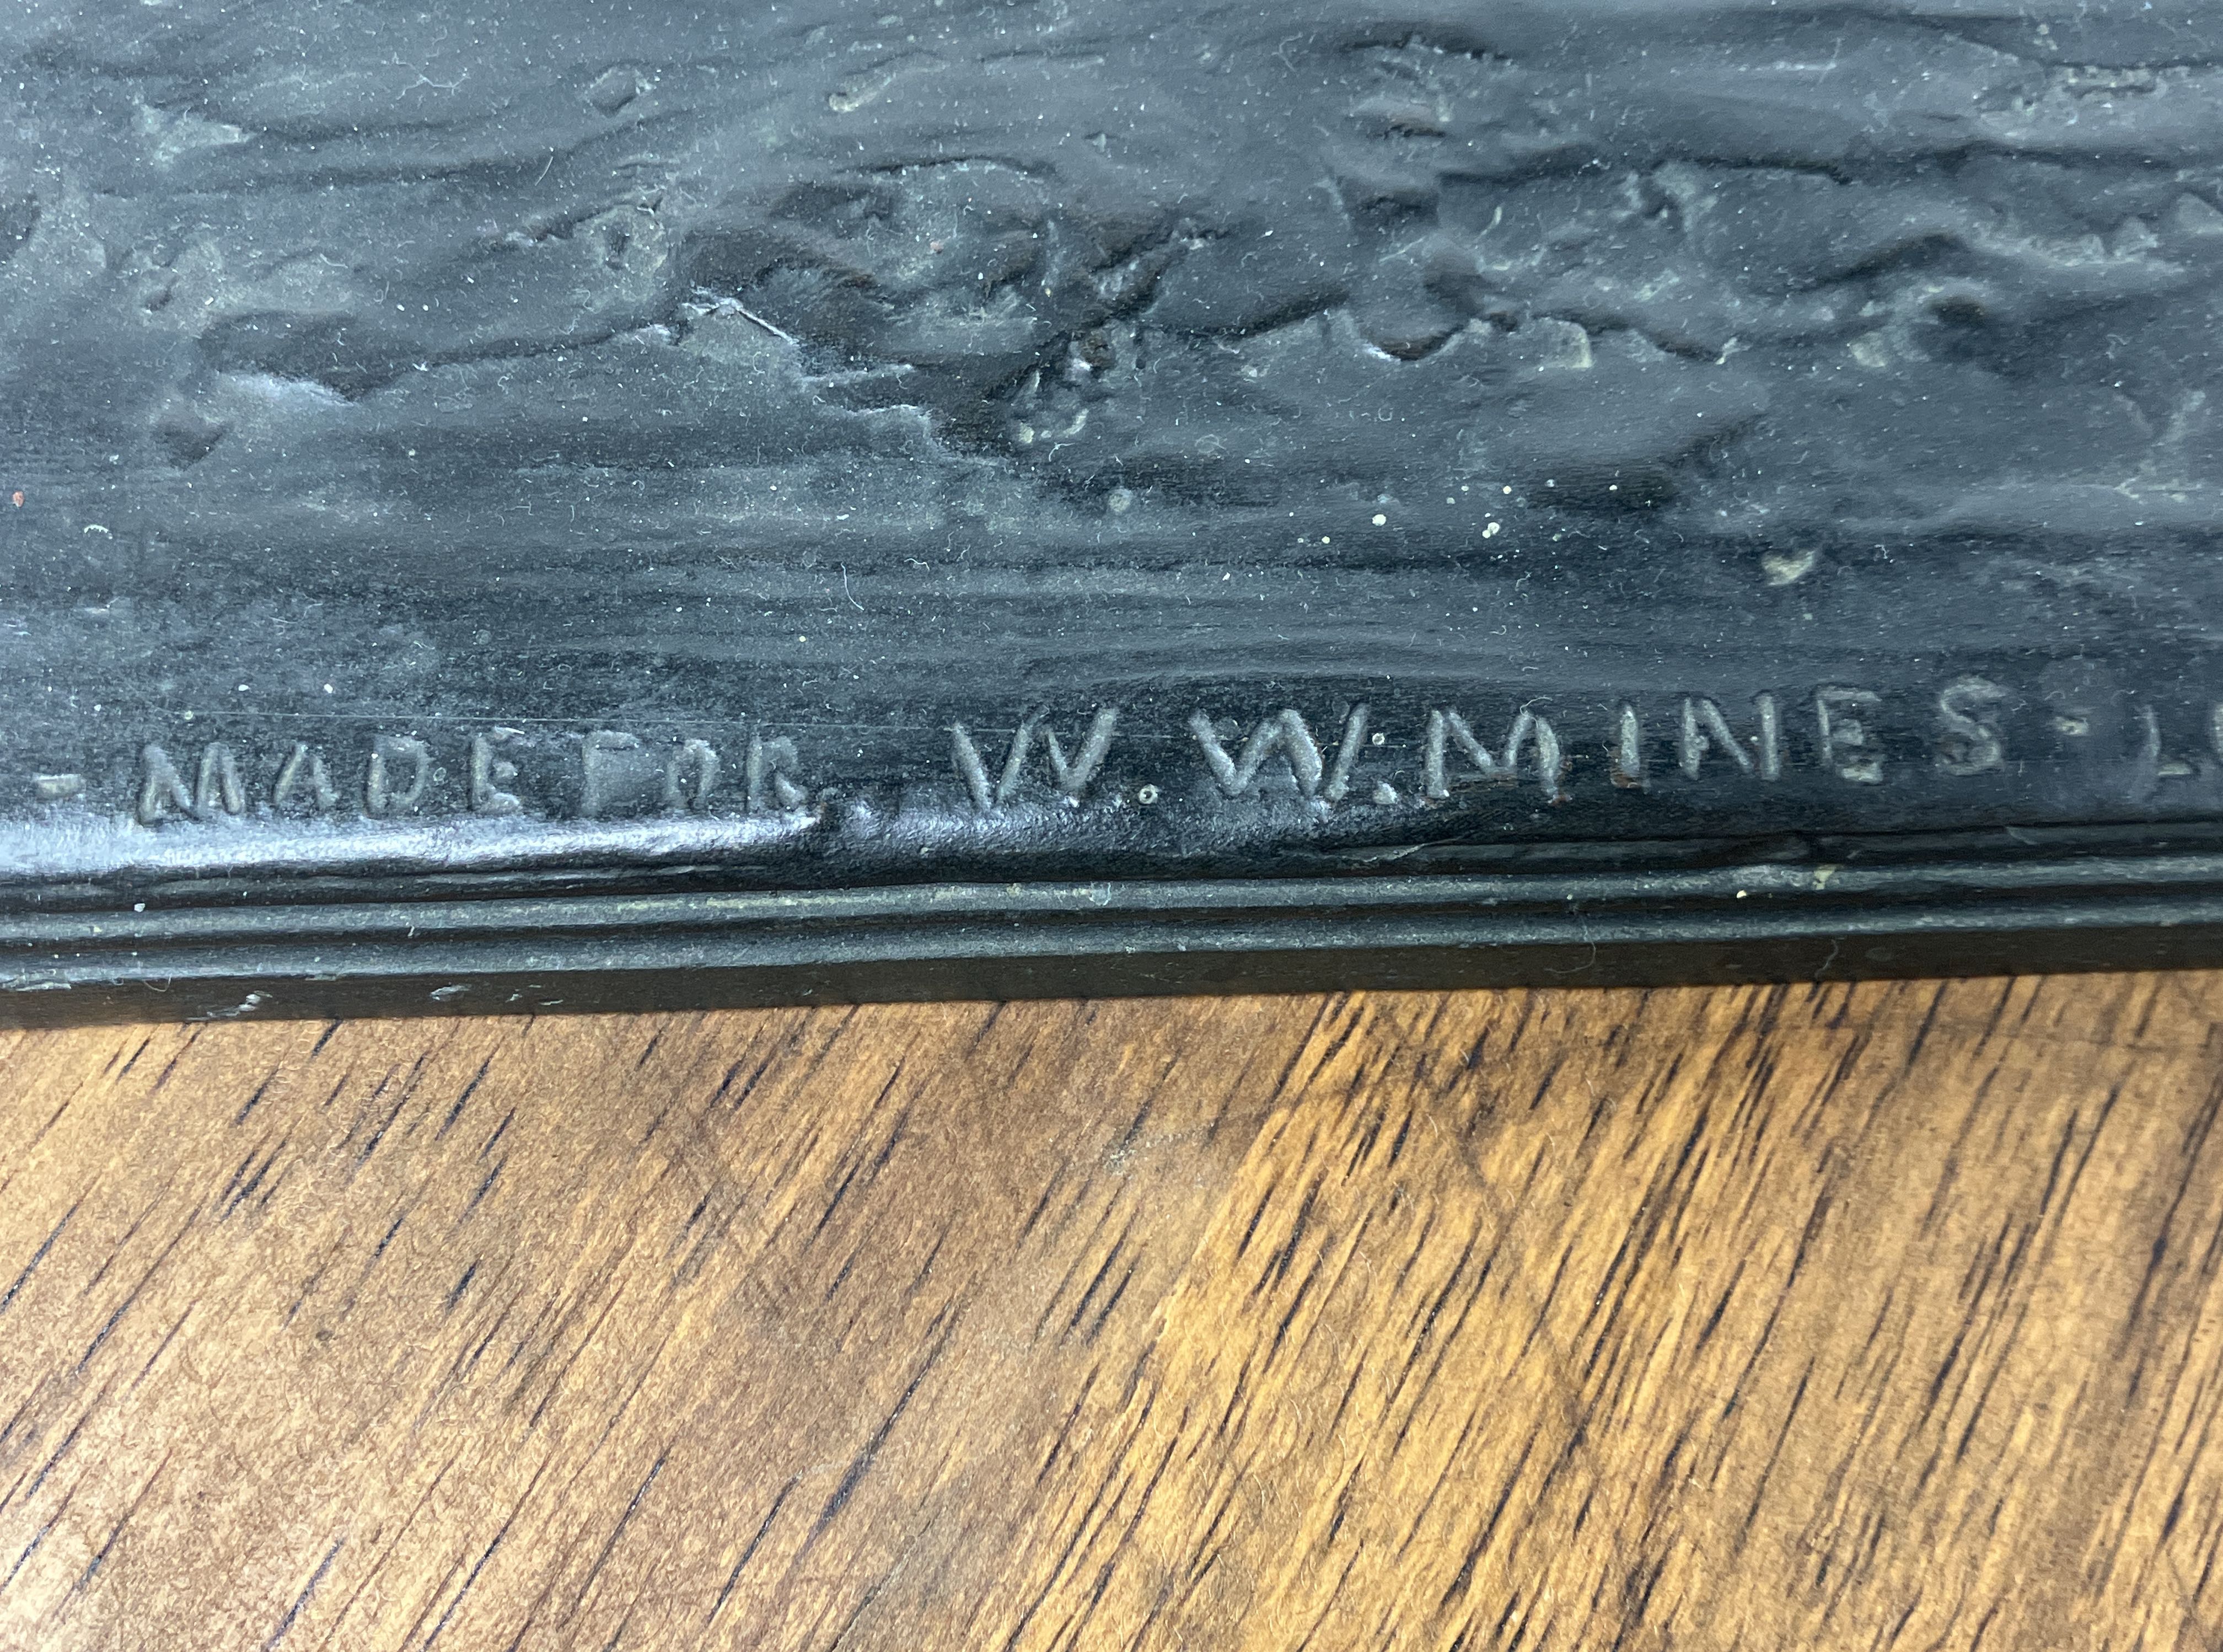 - MADE FOR W. W. MINES -